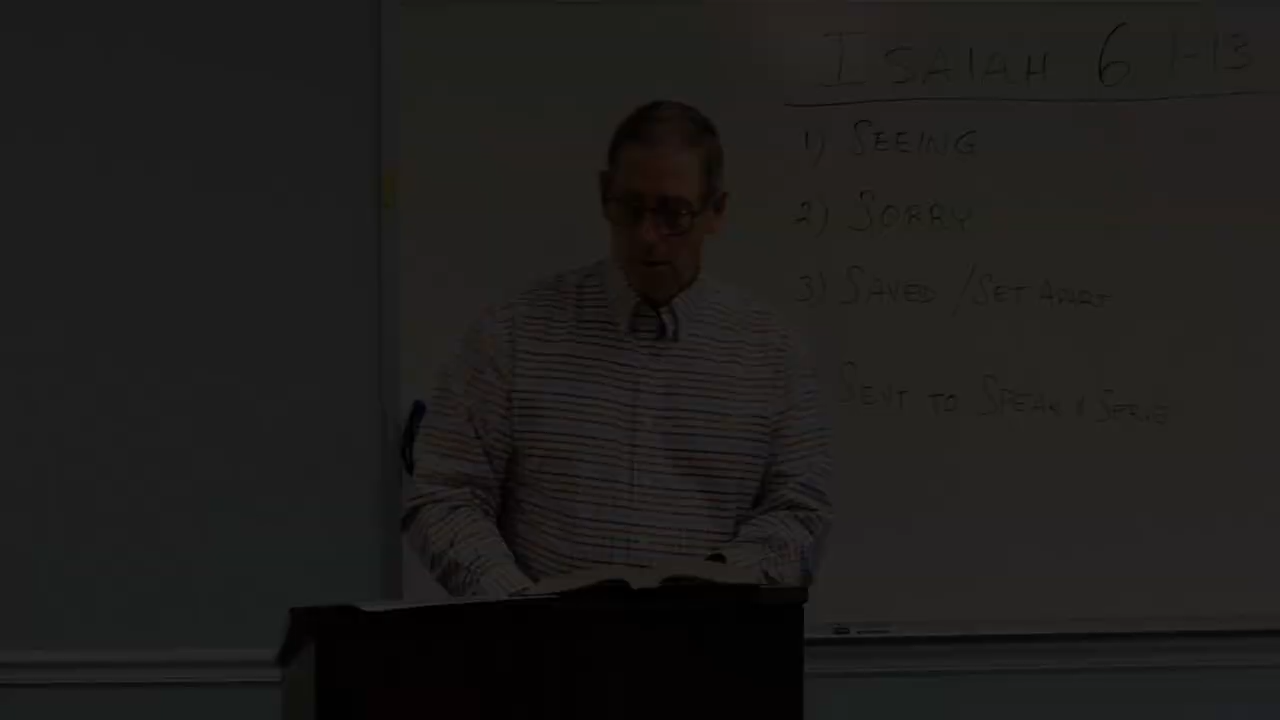 ISAIAH 6 1-13
1) SEEING
2) SORRY
3) SAVED / SET APART
SENT TO SPEAK & SERVE